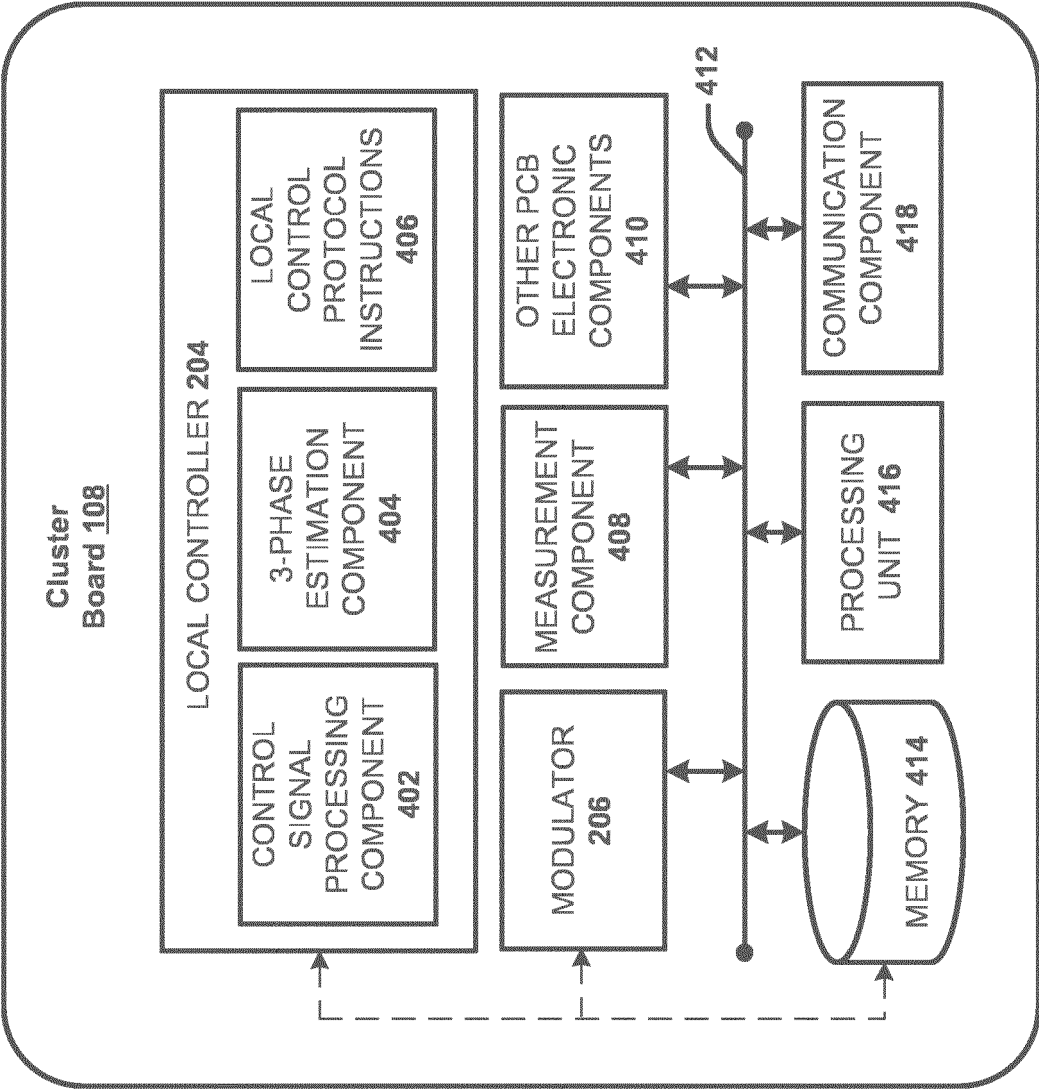 Cluster
Board 108
LOCAL CONTROLLER 204
CONTROL
SIGNAL
PROCESSING
COMPONENT
402
3-PHASE
ESTIMATION
COMPONENT
404
LOCAL
CONTROL
PROTOCOL
INSTRUCTIONS
406
MODULATOR
206
MEASUREMENT
COMPONENT
408
OTHER PCB
ELECTRONIC
COMPONENTS
410
412
MEMORY 414
PROCESSING
UNIT 416
COMMUNICATION
COMPONENT
418